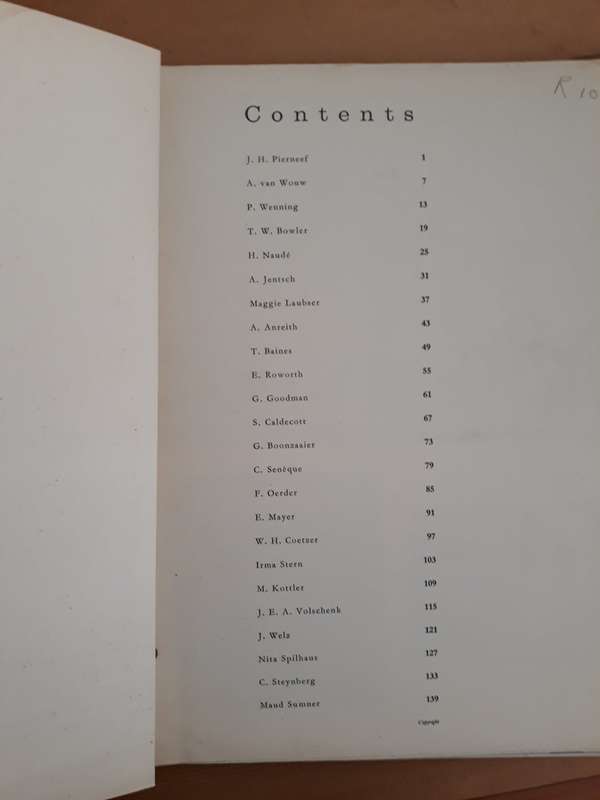 R 10
Contents
J. H. Pierneef 1
A. van Wouw 7
P. Wenning 13
T. W. Bowler 19
H. Naudé 25
A. Jentsch 31
Maggie Laubser 37
A. Anreith 43
T. Baines 49
E. Roworth 55
G. Goodman 61
S. Caldecott 67
G. Boonzaaier 73
C. Senèque 79
F. Oerder 85
E. Mayer 91
W. H. Coetzer 97
Irma Stern 103
M. Kottler 109
J. E. A. Volschenk 115
J. Welz 121
Nita Spilhaus 127
C. Steynberg 133
Maud Sumner 139
Copyright